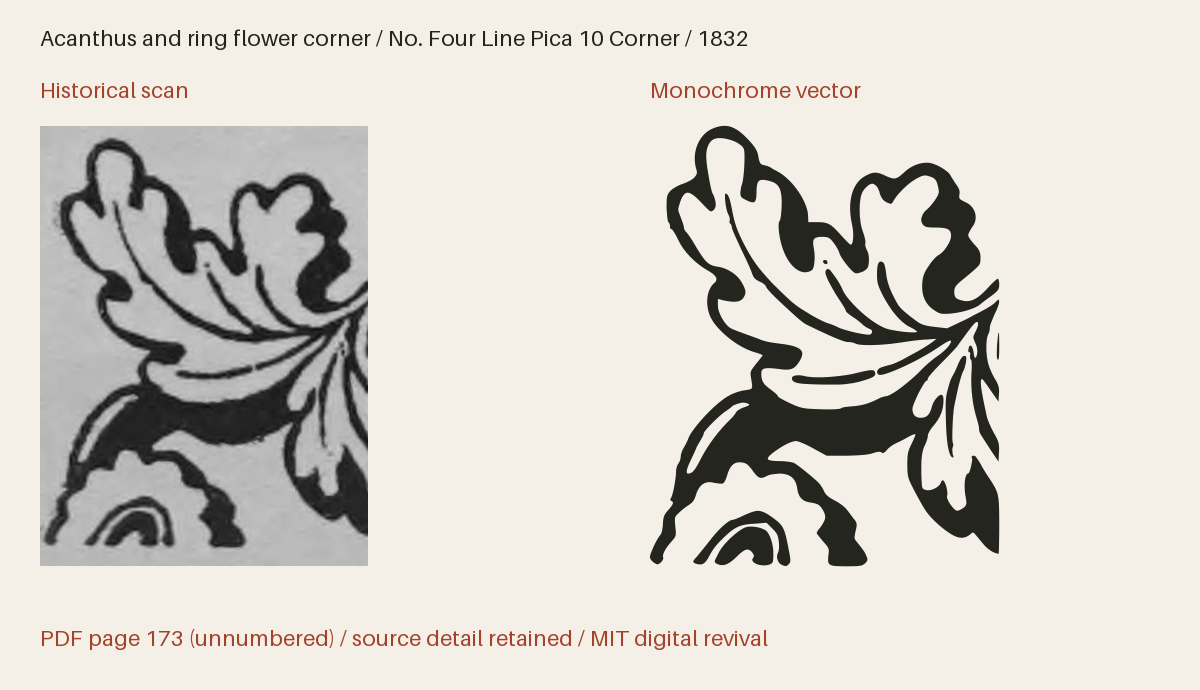 Acanthus and ring flower corner / No. Four Line Pica 10 Corner / 1832
Historical scan
Monochrome vector
PDF page 173 (unnumbered) / source detail retained / MIT digital revival